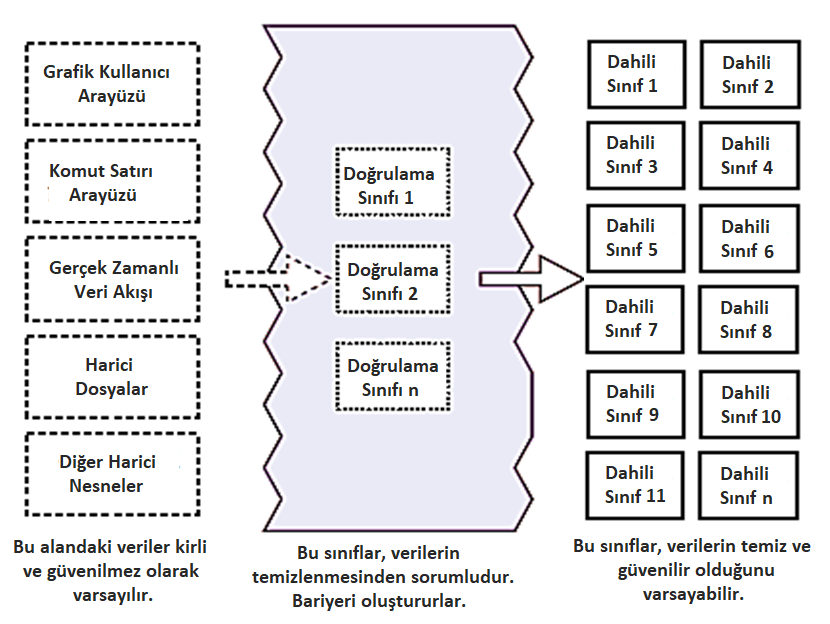 Grafik Kullanıcı
Arayüzü
Komut Satırı
Arayüzü
Gerçek Zamanlı
Veri Akışı
Harici
Dosyalar
Diğer Harici
Nesneler
Bu alandaki veriler kirli
ve güvenilmez olarak
varsayılır.
Doğrulama
Sınıfı 1
Doğrulama
Sınıfı 2
Doğrulama
Sınıfı n
Bu sınıflar, verilerin
temizlenmesinden sorumludur.
Bariyeri oluştururlar.
Dahili
Sınıf 1
Dahili
Sınıf 2
Dahili
Sınıf 3
Dahili
Sınıf 4
Dahili
Sınıf 5
Dahili
Sınıf 6
Dahili
Sınıf 7
Dahili
Sınıf 8
Dahili
Sınıf 9
Dahili
Sınıf 10
Dahili
Sınıf 11
Dahili
Sınıf n
Bu sınıflar, verilerin temiz ve
güvenilir olduğunu
varsayabilir.